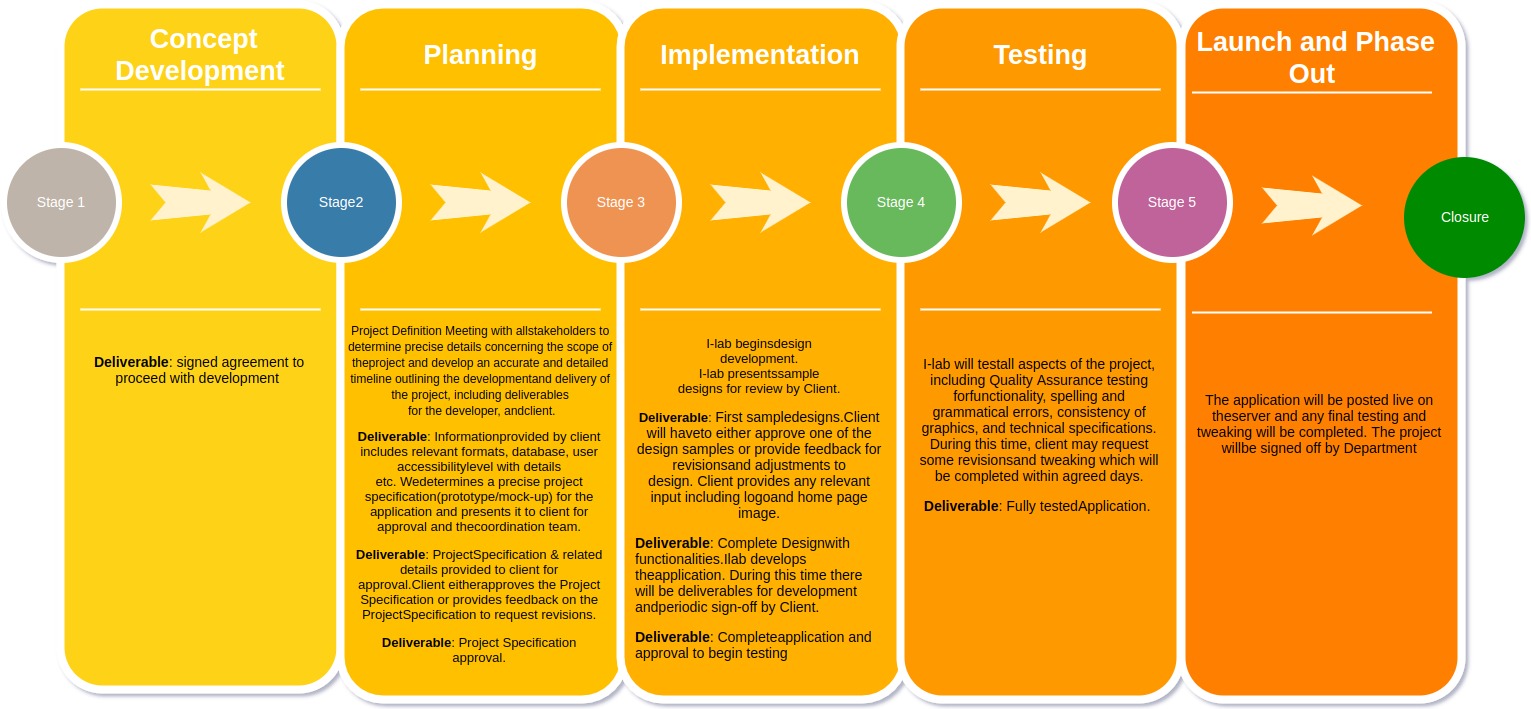 Concept
Development
Stage 1
Deliverable: signed agreement to
proceed with development
Planning
Stage2
Project Definition Meeting with allstakeholders to
determine precise details concerning the scope of
theproject and develop an accurate and detailed
timeline outlining the developmentand delivery of
the project, including deliverables
for the developer, andclient.
Deliverable: Informationprovided by client
includes relevant formats, database, user
accessibilitylevel with details
etc. Wedetermines a precise project
specification(prototype/mock-up) for the
application and presents it to client for
approval and thecoordination team.
Deliverable: ProjectSpecification & related
details provided to client for
approval.Client eitherapproves the Project
Specification or provides feedback on the
ProjectSpecification to request revisions.
Deliverable: Project Specification
approval.
Implementation
Stage 3
I-lab beginsdesign
development.
I-lab presentssample
designs for review by Client.
Deliverable: First sampledesigns.Client
will haveto either approve one of the
design samples or provide feedback for
revisionsand adjustments to
design. Client provides any relevant
input including logoand home page
image.
Deliverable: Complete Designwith
functionalities.Ilab develops
theapplication. During this time there
will be deliverables for development
andperiodic sign-off by Client.
Deliverable: Completeapplication and
approval to begin testing
Testing
Stage 4
I-lab will testall aspects of the project,
including Quality Assurance testing
forfunctionality, spelling and
grammatical errors, consistency of
graphics, and technical specifications.
During this time, client may request
some revisionsand tweaking which will
be completed within agreed days.
Deliverable: Fully testedApplication.
Launch and Phase
Out
Stage 5
Closure
The application will be posted live on
theserver and any final testing and
tweaking will be completed. The project
willbe signed off by Department